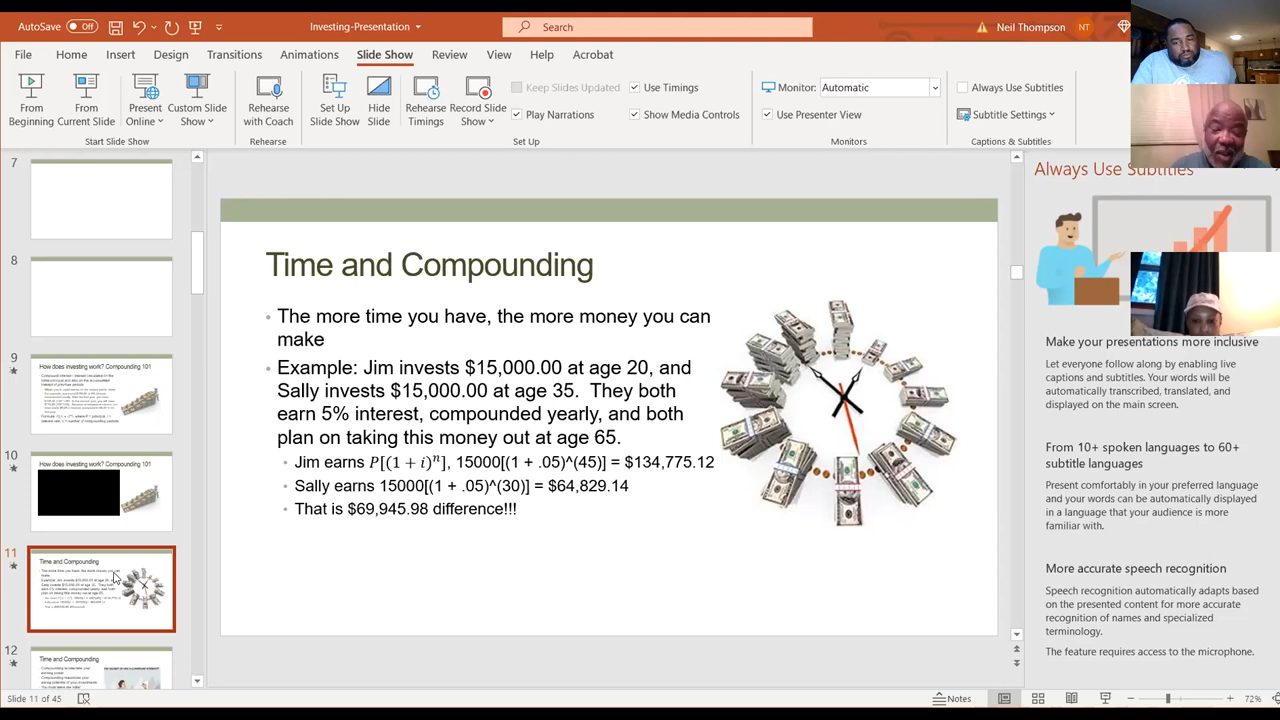 AutoSave Off Investing-Presentation Search Neil Thompson NT
File Home Insert Design Transitions Animations Slide Show Review View Help Acrobat
From Beginning
From Current Slide
Present Online
Custom Slide Show
Start Slide Show
Rehearse with Coach
Rehearse
Set Up Slide Show
Hide Slide
Keep Slides Updated
Play Narrations
Rehearse Timings
Record Slide Show
Use Timings
Show Media Controls
Set Up
Monitor: Automatic
Use Presenter View
Monitors
Always Use Subtitles
Subtitle Settings
Captions & Subtitles
7
8
9
How does investing work? Compounding 101
10
How does investing work? Compounding 101
11
Time and Compounding
12
Time and Compounding
Time and Compounding
• The more time you have, the more money you can
make
• Example: Jim invests $15,000.00 at age 20, and
Sally invests $15,000.00 at age 35. They both
earn 5% interest, compounded yearly, and both
plan on taking this money out at age 65.
• Jim earns P[(1 + i)^n], 15000[(1 + .05)^(45)] = $134,775.12
• Sally earns 15000[(1 + .05)^(30)] = $64,829.14
• That is $69,945.98 difference!!!
Always Use Subtitles
Make your presentations more inclusive
Let everyone follow along by enabling live
captions and subtitles. Your words will be
automatically transcribed, translated, and
displayed on the main screen.
From 10+ spoken languages to 60+
subtitle languages
Present comfortably in your preferred language
and your words can be automatically displayed
in a language that your audience is more
familiar with.
More accurate speech recognition
Speech recognition automatically adapts based
on the presented content for more accurate
recognition of names and specialized
terminology.
The feature requires access to the microphone.
Slide 11 of 45 Notes 72%